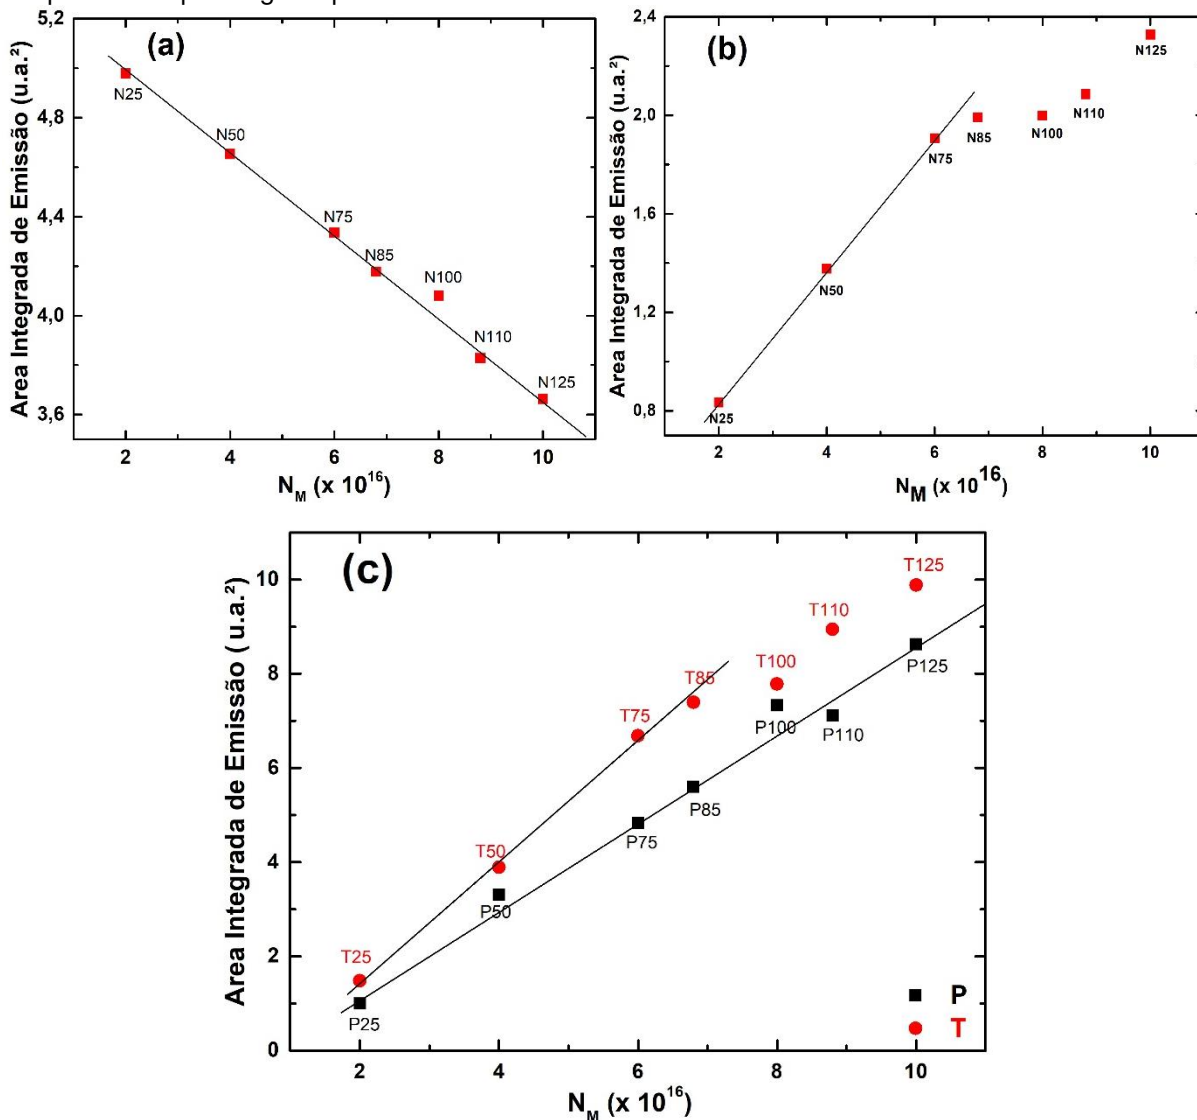 (a)
Area Integrada de Emissão (u.a.²)
5,2
4,8
4,4
4,0
3,6
N25
N50
N75
N85
N100
N110
N125
2 4 6 8 10
N_M (x 10^16)
(b)
Area Integrada de Emissão (u.a.²)
2,4
2,0
1,6
1,2
0,8
N25
N50
N75
N85
N100
N110
N125
2 4 6 8 10
N_M (x 10^16)
(c)
Area Integrada de Emissão ( u.a.²)
10
8
6
4
2
0
T25
T50
T75
T85
T100
T110
T125
P25
P50
P75
P85
P100
P110
P125
P
T
2 4 6 8 10
N_M (x 10^16)